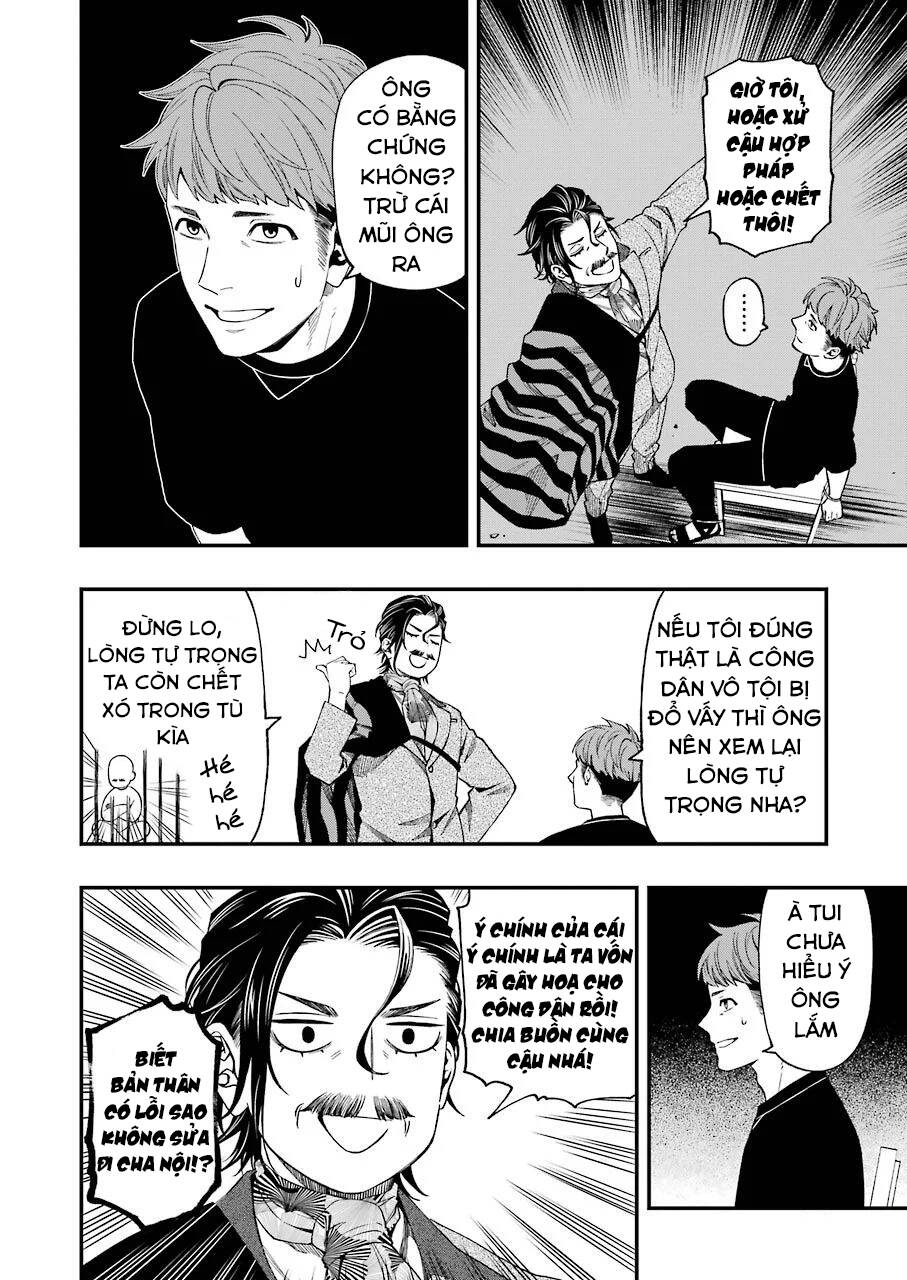 GIỜ TÔI,
HOẶC XỬ
CẬU HỢP
PHÁP
HOẶC CHẾT
THÔI!
......
ÔNG
CÓ BẰNG
CHỨNG
KHÔNG?
TRỪ CÁI
MŨI ÔNG
RA
NẾU TÔI ĐÚNG
THẬT LÀ CÔNG
DÂN VÔ TỘI BỊ
ĐỔ VẤY THÌ ÔNG
NÊN XEM LẠI
LÒNG TỰ
TRỌNG NHA?
Trỏ
ĐỪNG LO,
LÒNG TỰ TRỌNG
TA CÒN CHẾT
XÓ TRONG TÙ
KÌA
Hé
hé
hé
À TUI
CHƯA
HIỂU Ý
ÔNG
LẮM
Ý CHÍNH CỦA CÁI
Ý CHÍNH LÀ TA VỐN
ĐÃ GÂY HOẠ CHO
CÔNG DÂN RỒI!
CHIA BUỒN CÙNG
CẬU NHÁ!
BIẾT
BẢN THÂN
CÓ LỖI SAO
KHÔNG SỬA
ĐI CHA NỘI!?